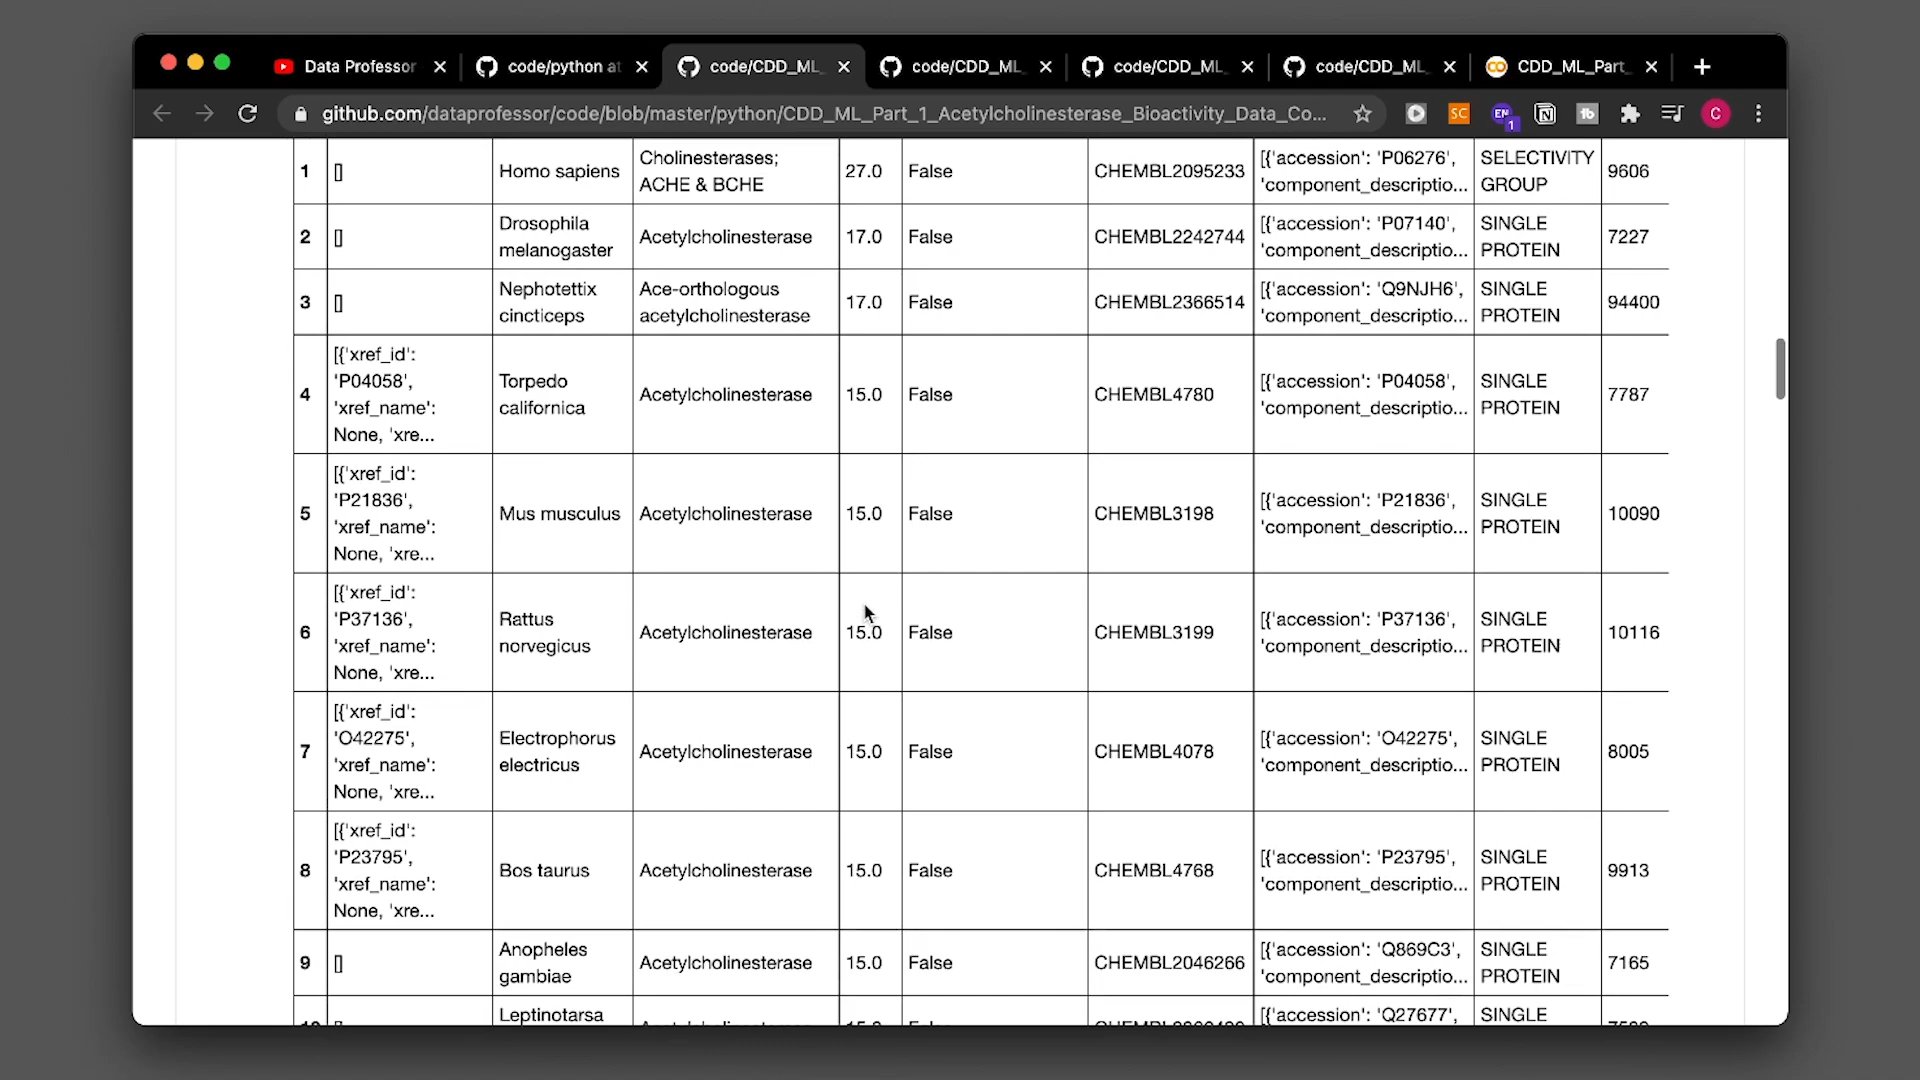 Data Professor
code/python at
code/CDD_ML_
code/CDD_ML_
code/CDD_ML_
code/CDD_ML_
CDD_ML_Part_
github.com/dataprofessor/code/blob/master/python/CDD_ML_Part_1_Acetylcholinesterase_Bioactivity_Data_Co...
SC
EN
1
tb
C
1
[]
Homo sapiens
Cholinesterases;
ACHE & BCHE
27.0
False
CHEMBL2095233
[{'accession': 'P06276',
'component_descriptio...
SELECTIVITY
GROUP
9606
2
[]
Drosophila
melanogaster
Acetylcholinesterase
17.0
False
CHEMBL2242744
[{'accession': 'P07140',
'component_descriptio...
SINGLE
PROTEIN
7227
3
[]
Nephotettix
cincticeps
Ace-orthologous
acetylcholinesterase
17.0
False
CHEMBL2366514
[{'accession': 'Q9NJH6',
'component_descriptio...
SINGLE
PROTEIN
94400
4
[{'xref_id':
'P04058',
'xref_name':
None, 'xre...
Torpedo
californica
Acetylcholinesterase
15.0
False
CHEMBL4780
[{'accession': 'P04058',
'component_descriptio...
SINGLE
PROTEIN
7787
5
[{'xref_id':
'P21836',
'xref_name':
None, 'xre...
Mus musculus
Acetylcholinesterase
15.0
False
CHEMBL3198
[{'accession': 'P21836',
'component_descriptio...
SINGLE
PROTEIN
10090
6
[{'xref_id':
'P37136',
'xref_name':
None, 'xre...
Rattus
norvegicus
Acetylcholinesterase
15.0
False
CHEMBL3199
[{'accession': 'P37136',
'component_descriptio...
SINGLE
PROTEIN
10116
7
[{'xref_id':
'O42275',
'xref_name':
None, 'xre...
Electrophorus
electricus
Acetylcholinesterase
15.0
False
CHEMBL4078
[{'accession': 'O42275',
'component_descriptio...
SINGLE
PROTEIN
8005
8
[{'xref_id':
'P23795',
'xref_name':
None, 'xre...
Bos taurus
Acetylcholinesterase
15.0
False
CHEMBL4768
[{'accession': 'P23795',
'component_descriptio...
SINGLE
PROTEIN
9913
9
[]
Anopheles
gambiae
Acetylcholinesterase
15.0
False
CHEMBL2046266
[{'accession': 'Q869C3',
'component_descriptio...
SINGLE
PROTEIN
7165
Leptinotarsa
[{'accession': 'Q27677',
SINGLE